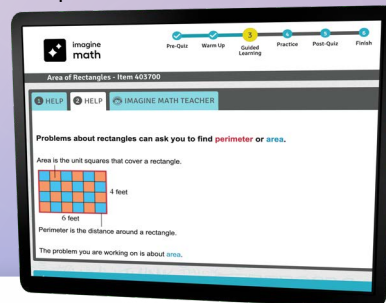 imagine
math
Pre-Quiz
Warm Up
3
Guided
Learning
4
Practice
5
Post-Quiz
6
Finish
Area of Rectangles - Item 403700
1 HELP
2 HELP
IMAGINE MATH TEACHER
Problems about rectangles can ask you to find perimeter or area.
Area is the unit squares that cover a rectangle.
4 feet
6 feet
Perimeter is the distance around a rectangle.
The problem you are working on is about area.